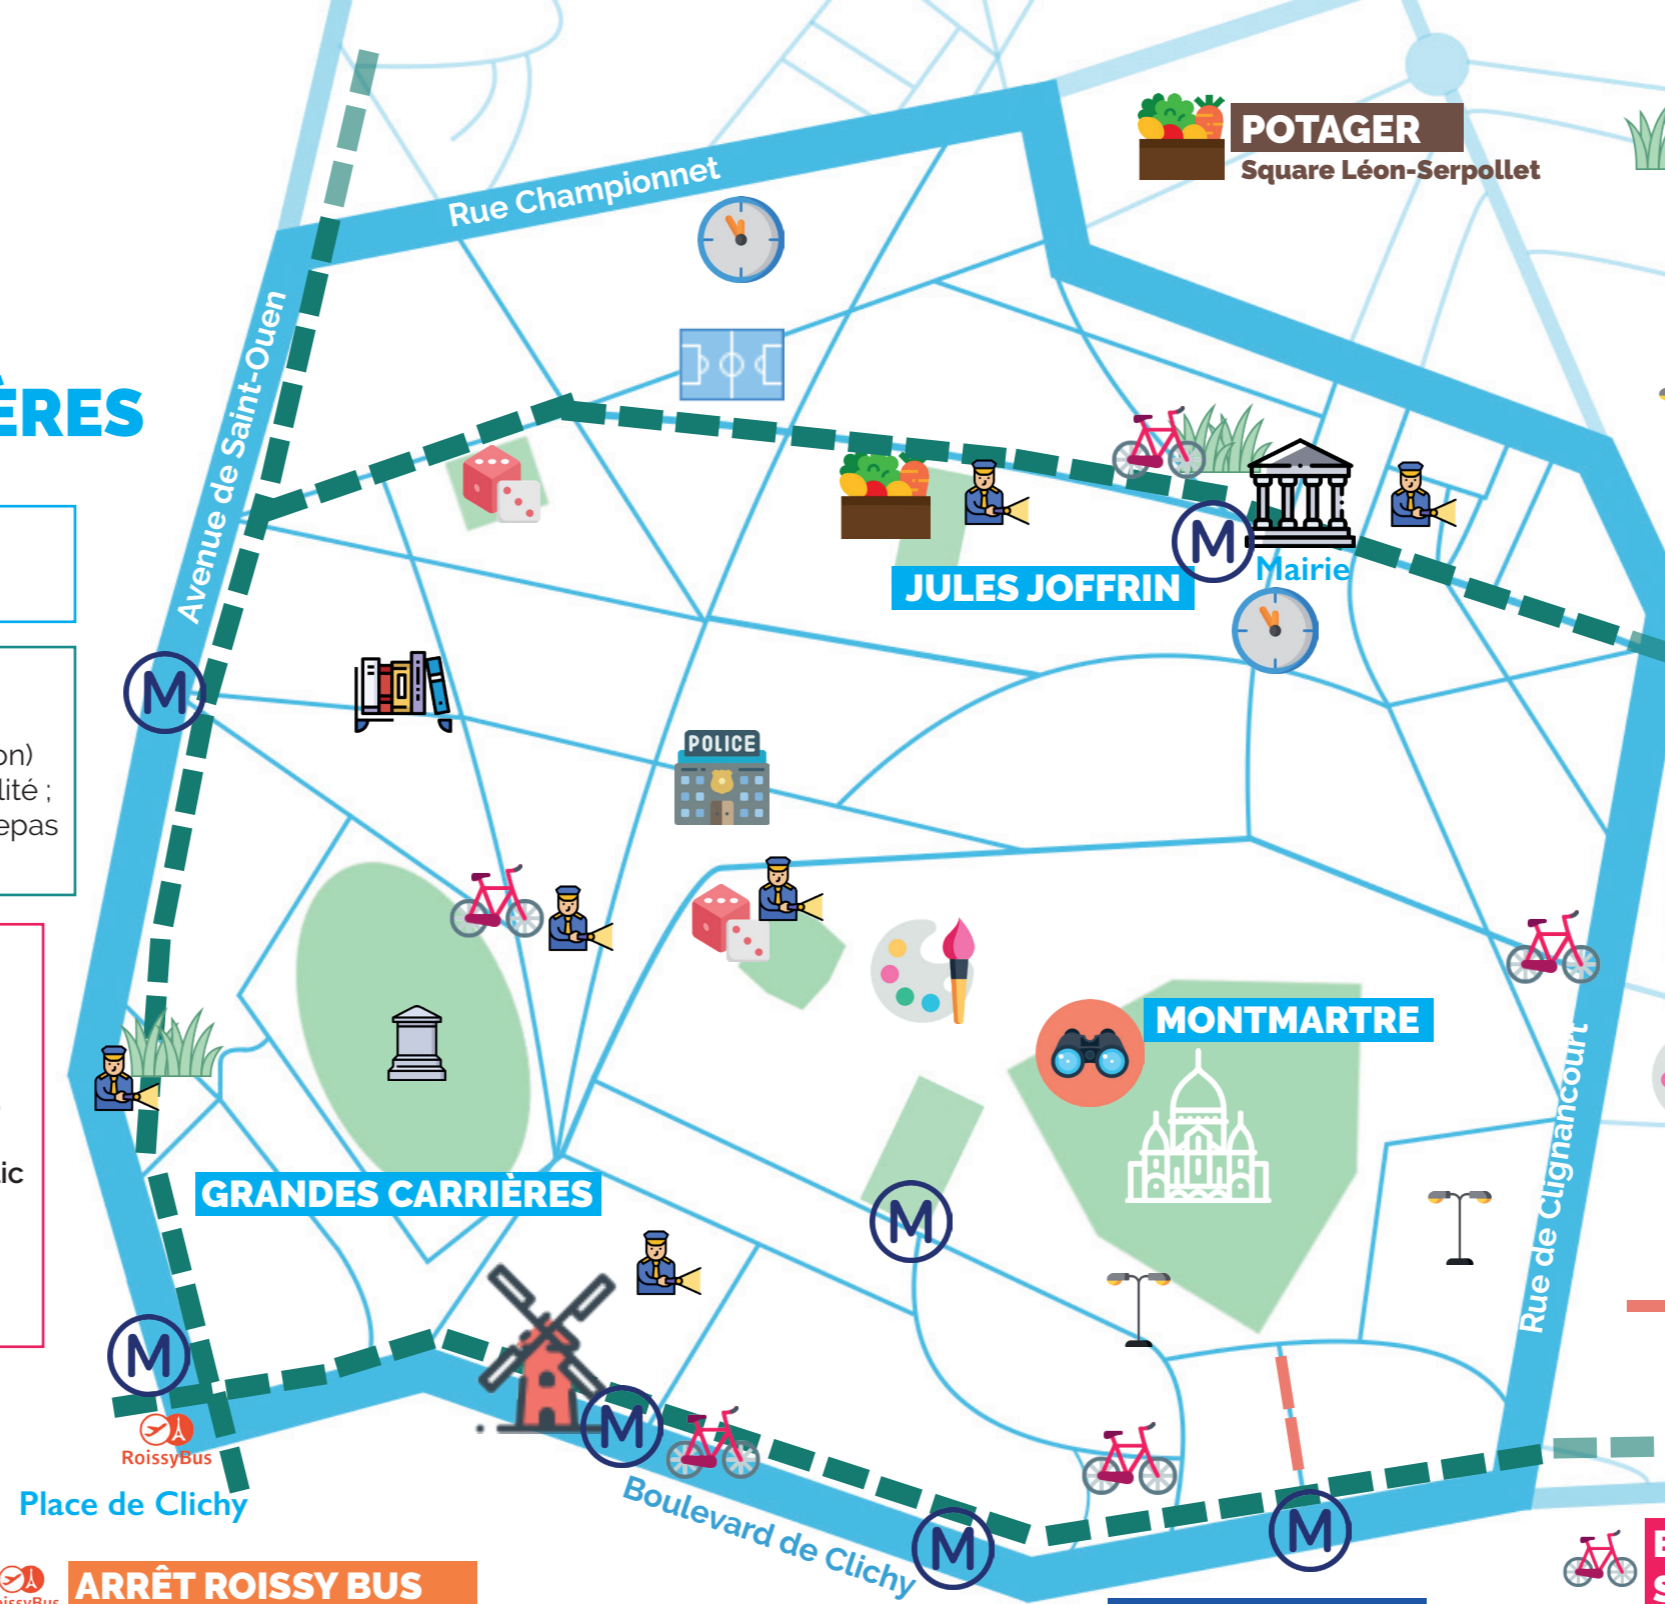 POTAGER
Square Léon-Serpollet
Rue Championnet
Avenue de Saint-Ouen
ÈRES
JULES JOFFRIN
M
Mairie
M
on)
lité ;
epas
POLICE
MONTMARTRE
Rue de Clignancourt
ic
GRANDES CARRIÈRES
M
M
RoissyBus
Place de Clichy
M
Boulevard de Clichy
M
M
ARRÊT ROISSY BUS